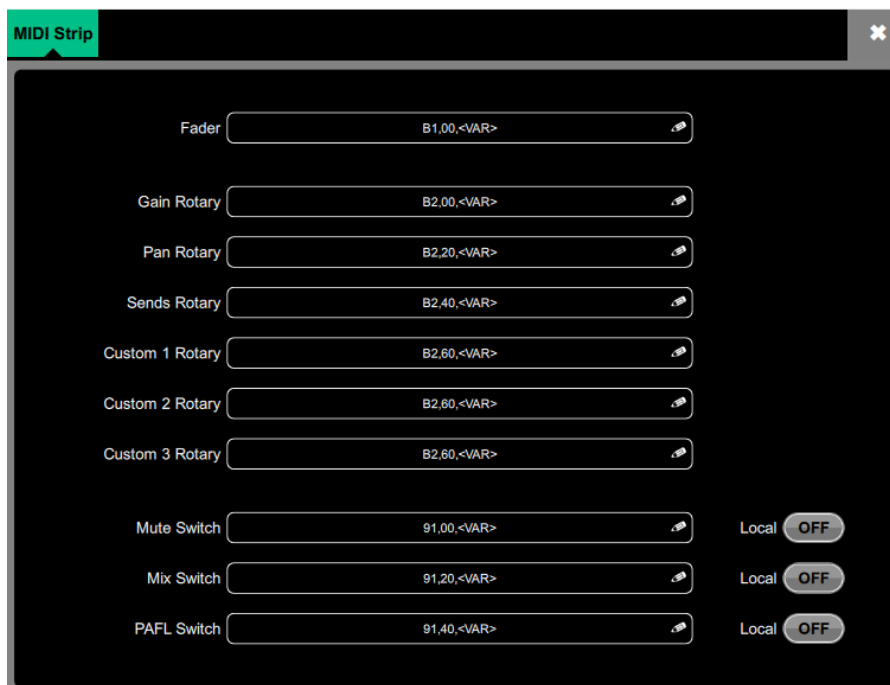 MIDI Strip
Fader B1,00,<VAR>
Gain Rotary B2,00,<VAR>
Pan Rotary B2,20,<VAR>
Sends Rotary B2,40,<VAR>
Custom 1 Rotary B2,60,<VAR>
Custom 2 Rotary B2,60,<VAR>
Custom 3 Rotary B2,60,<VAR>
Mute Switch 91,00,<VAR> Local OFF
Mix Switch 91,20,<VAR> Local OFF
PAFL Switch 91,40,<VAR> Local OFF